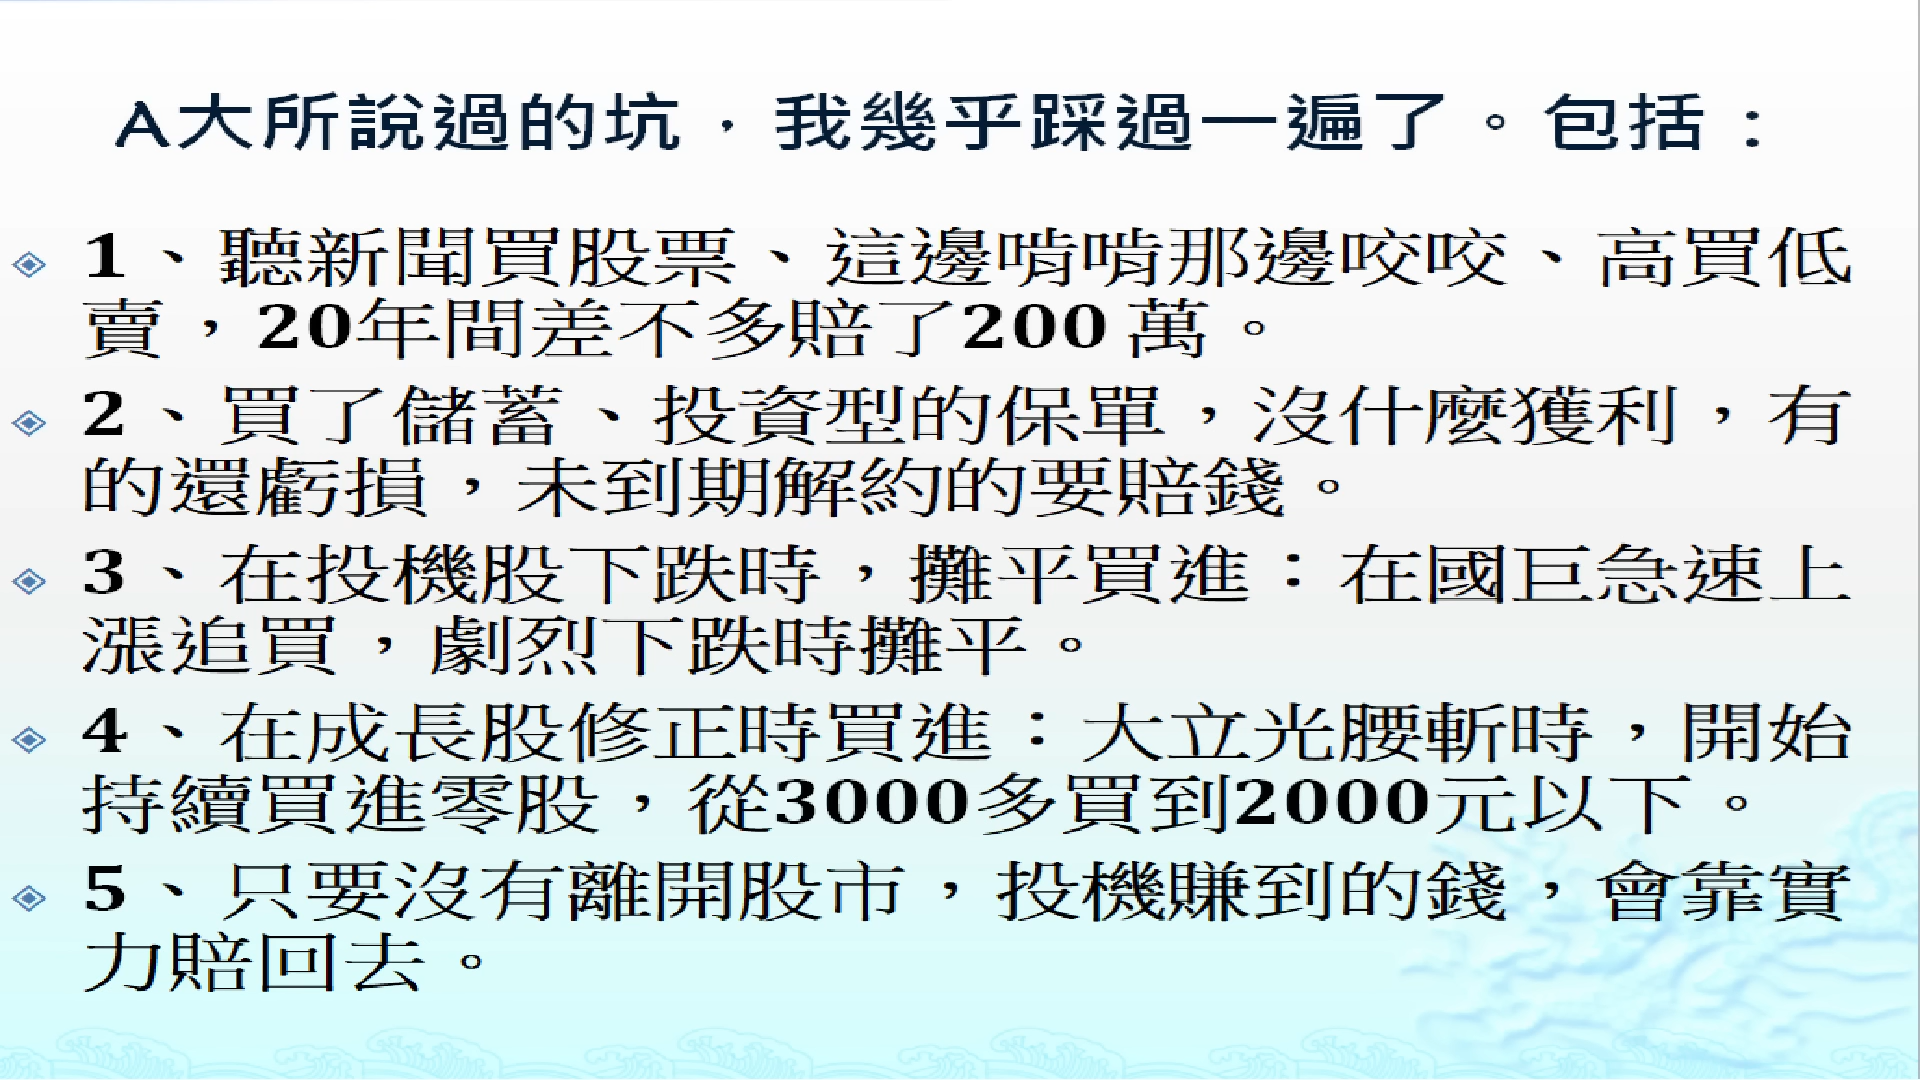 A大所說過的坑，我幾乎踩過一遍了。包括：
1、聽新聞買股票、這邊啃啃那邊咬咬、高買低
賣，20年間差不多賠了200 萬。
2、買了儲蓄、投資型的保單，沒什麼獲利，有
的還虧損，未到期解約的要賠錢。
3、在投機股下跌時，攤平買進：在國巨急速上
漲追買，劇烈下跌時攤平。
4、在成長股修正時買進：大立光腰斬時，開始
持續買進零股，從3000多買到2000元以下。
5、只要沒有離開股市，投機賺到的錢，會靠實
力賠回去。